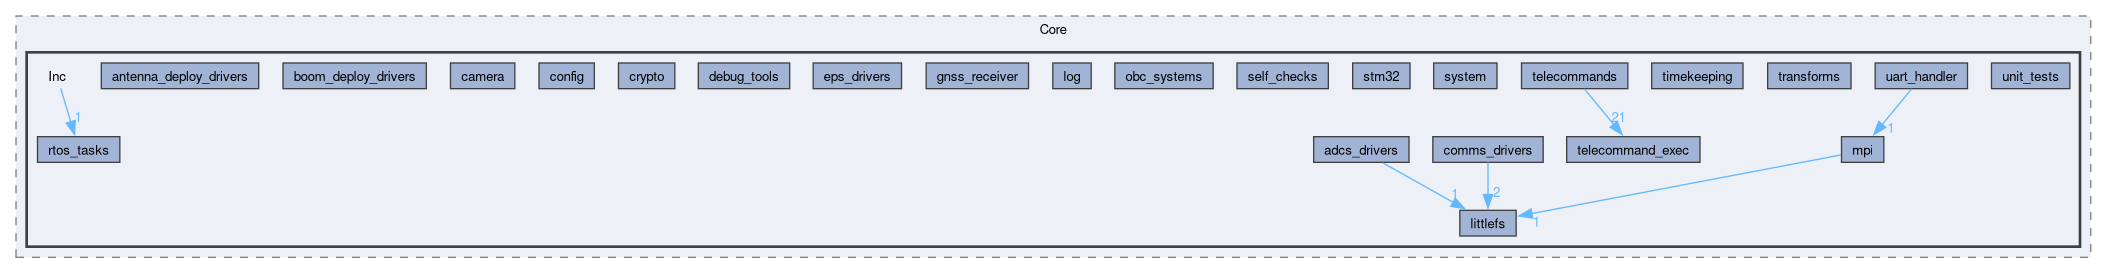 Core
Inc
antenna_deploy_drivers
boom_deploy_drivers
camera
config
crypto
debug_tools
eps_drivers
gnss_receiver
log
obc_systems
self_checks
stm32
system
telecommands
timekeeping
transforms
uart_handler
unit_tests
1
21
1
rtos_tasks
adcs_drivers
comms_drivers
telecommand_exec
mpi
1
2
1
littlefs